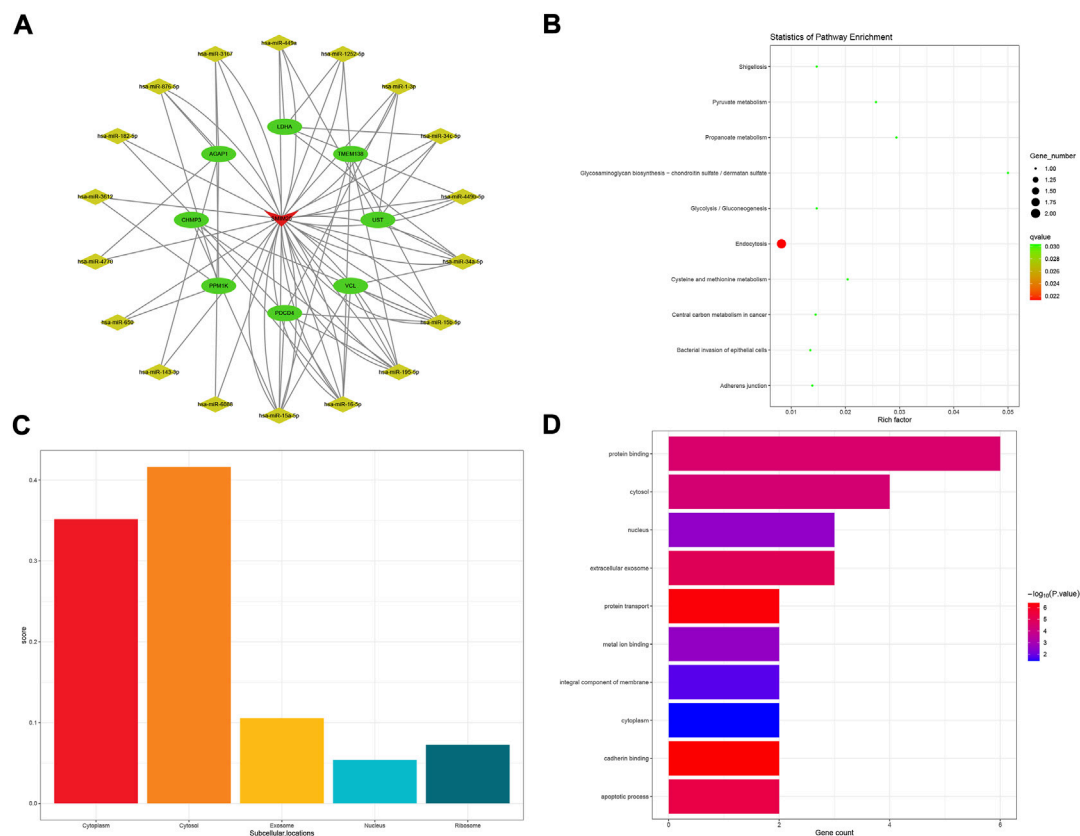 A
hsa-miR-449a
hsa-miR-3167
hsa-miR-1252-5p
hsa-miR-876-5p
hsa-miR-1-3p
LDHA
hsa-miR-182-5p
hsa-miR-34c-5p
AGAP1
hsa-miR-3612
hsa-miR-449b-5p
CHMP3
UST
hsa-miR-4770
hsa-miR-34a-5p
PPM1K
VCL
PDCD4
hsa-miR-650
hsa-miR-15b-5p
hsa-miR-143-3p
hsa-miR-195-5p
hsa-miR-6088
hsa-miR-16-5p
hsa-miR-15a-5p
B
Statistics of Pathway Enrichment
Shigellosis
Pyruvate metabolism
Propanoate metabolism
Glycosaminoglycan biosynthesis − chondroitin sulfate / dermatan sulfate
Glycolysis / Gluconeogenesis
Endocytosis
Cysteine and methionine metabolism
Central carbon metabolism in cancer
Bacterial invasion of epithelial cells
Adherens junction
0.01 0.02 0.03 0.04 0.05
Rich factor
Gene_number
1.00
1.25
1.50
1.75
2.00
qvalue
0.030
0.028
0.026
0.024
0.022
C
0.4
0.3
0.2
0.1
0.0
score
Cytoplasm Cytosol Exosome Nucleus Ribosome
Subcellular.locations
D
protein binding
cytosol
nucleus
extracellular exosome
protein transport
metal ion binding
integral component of membrane
cytoplasm
cadherin binding
apoptotic process
0 2 4 6
Gene count
−log10(P.value)
6
5
4
3
2